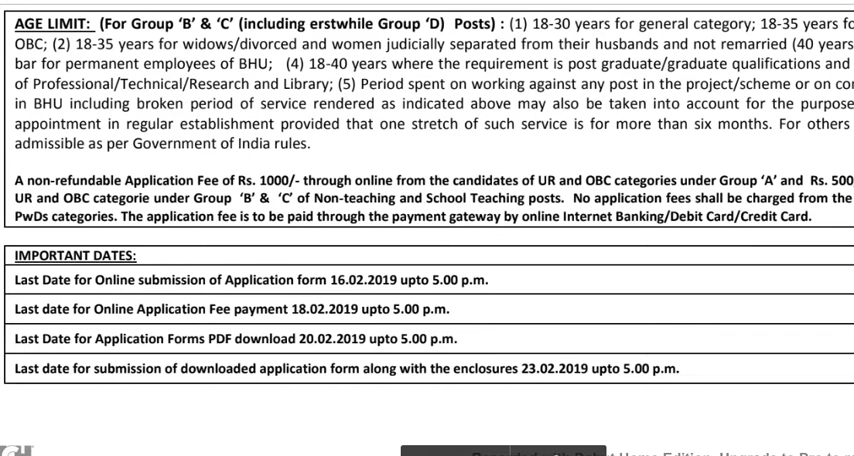 AGE LIMIT: (For Group ‘B’ & ‘C’ (including erstwhile Group ‘D) Posts) : (1) 18-30 years for general category; 18-35 years fo
OBC; (2) 18-35 years for widows/divorced and women judicially separated from their husbands and not remarried (40 years
bar for permanent employees of BHU; (4) 18-40 years where the requirement is post graduate/graduate qualifications and
of Professional/Technical/Research and Library; (5) Period spent on working against any post in the project/scheme or on con
in BHU including broken period of service rendered as indicated above may also be taken into account for the purpose
appointment in regular establishment provided that one stretch of such service is for more than six months. For others
admissible as per Government of India rules.
A non-refundable Application Fee of Rs. 1000/- through online from the candidates of UR and OBC categories under Group ‘A’ and Rs. 500
UR and OBC categorie under Group ‘B’ & ‘C’ of Non-teaching and School Teaching posts. No application fees shall be charged from the
PwDs categories. The application fee is to be paid through the payment gateway by online Internet Banking/Debit Card/Credit Card.
IMPORTANT DATES:
Last Date for Online submission of Application form 16.02.2019 upto 5.00 p.m.
Last date for Online Application Fee payment 18.02.2019 upto 5.00 p.m.
Last Date for Application Forms PDF download 20.02.2019 upto 5.00 p.m.
Last date for submission of downloaded application form along with the enclosures 23.02.2019 upto 5.00 p.m.